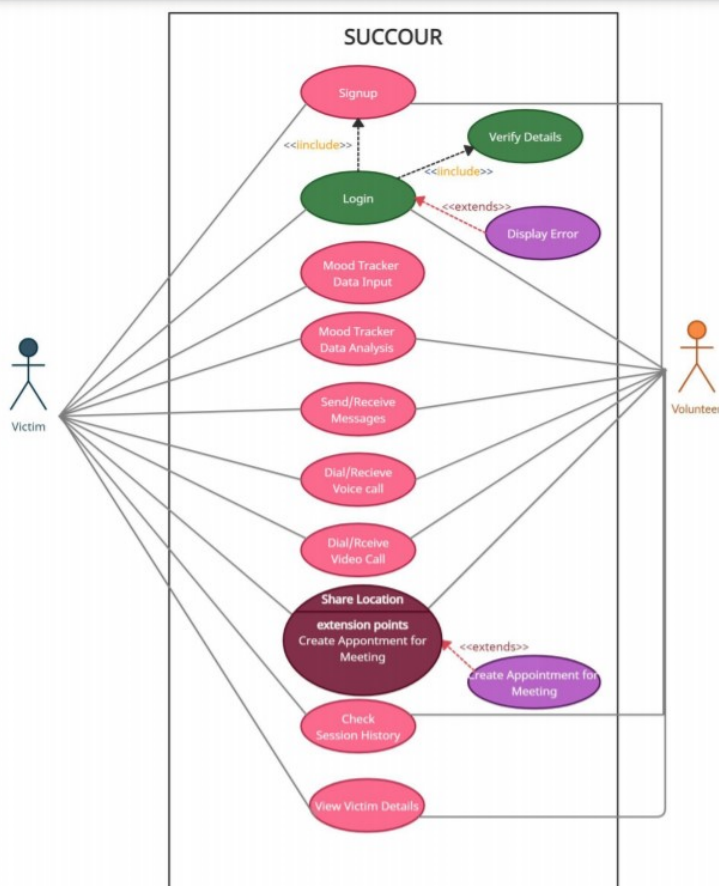 SUCCOUR
Signup
<<iinclude>>
Verify Details
<<iinclude>>
Login
<<extends>>
Display Error
Mood Tracker
Data Input
Mood Tracker
Data Analysis
Victim
Volunteer
Send/Receive
Messages
Dial/Recieve
Voice call
Dial/Rceive
Video Call
Share Location
extension points
Create Appontment for
Meeting
<<extends>>
Create Appointment for
Meeting
Check
Session History
View Victim Details